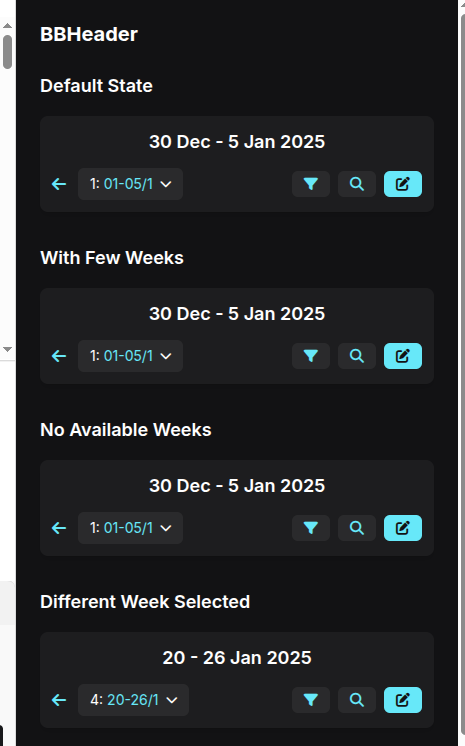 BBHeader
Default State
30 Dec - 5 Jan 2025
1: 01-05/1
With Few Weeks
30 Dec - 5 Jan 2025
1: 01-05/1
No Available Weeks
30 Dec - 5 Jan 2025
1: 01-05/1
Different Week Selected
20 - 26 Jan 2025
4: 20-26/1